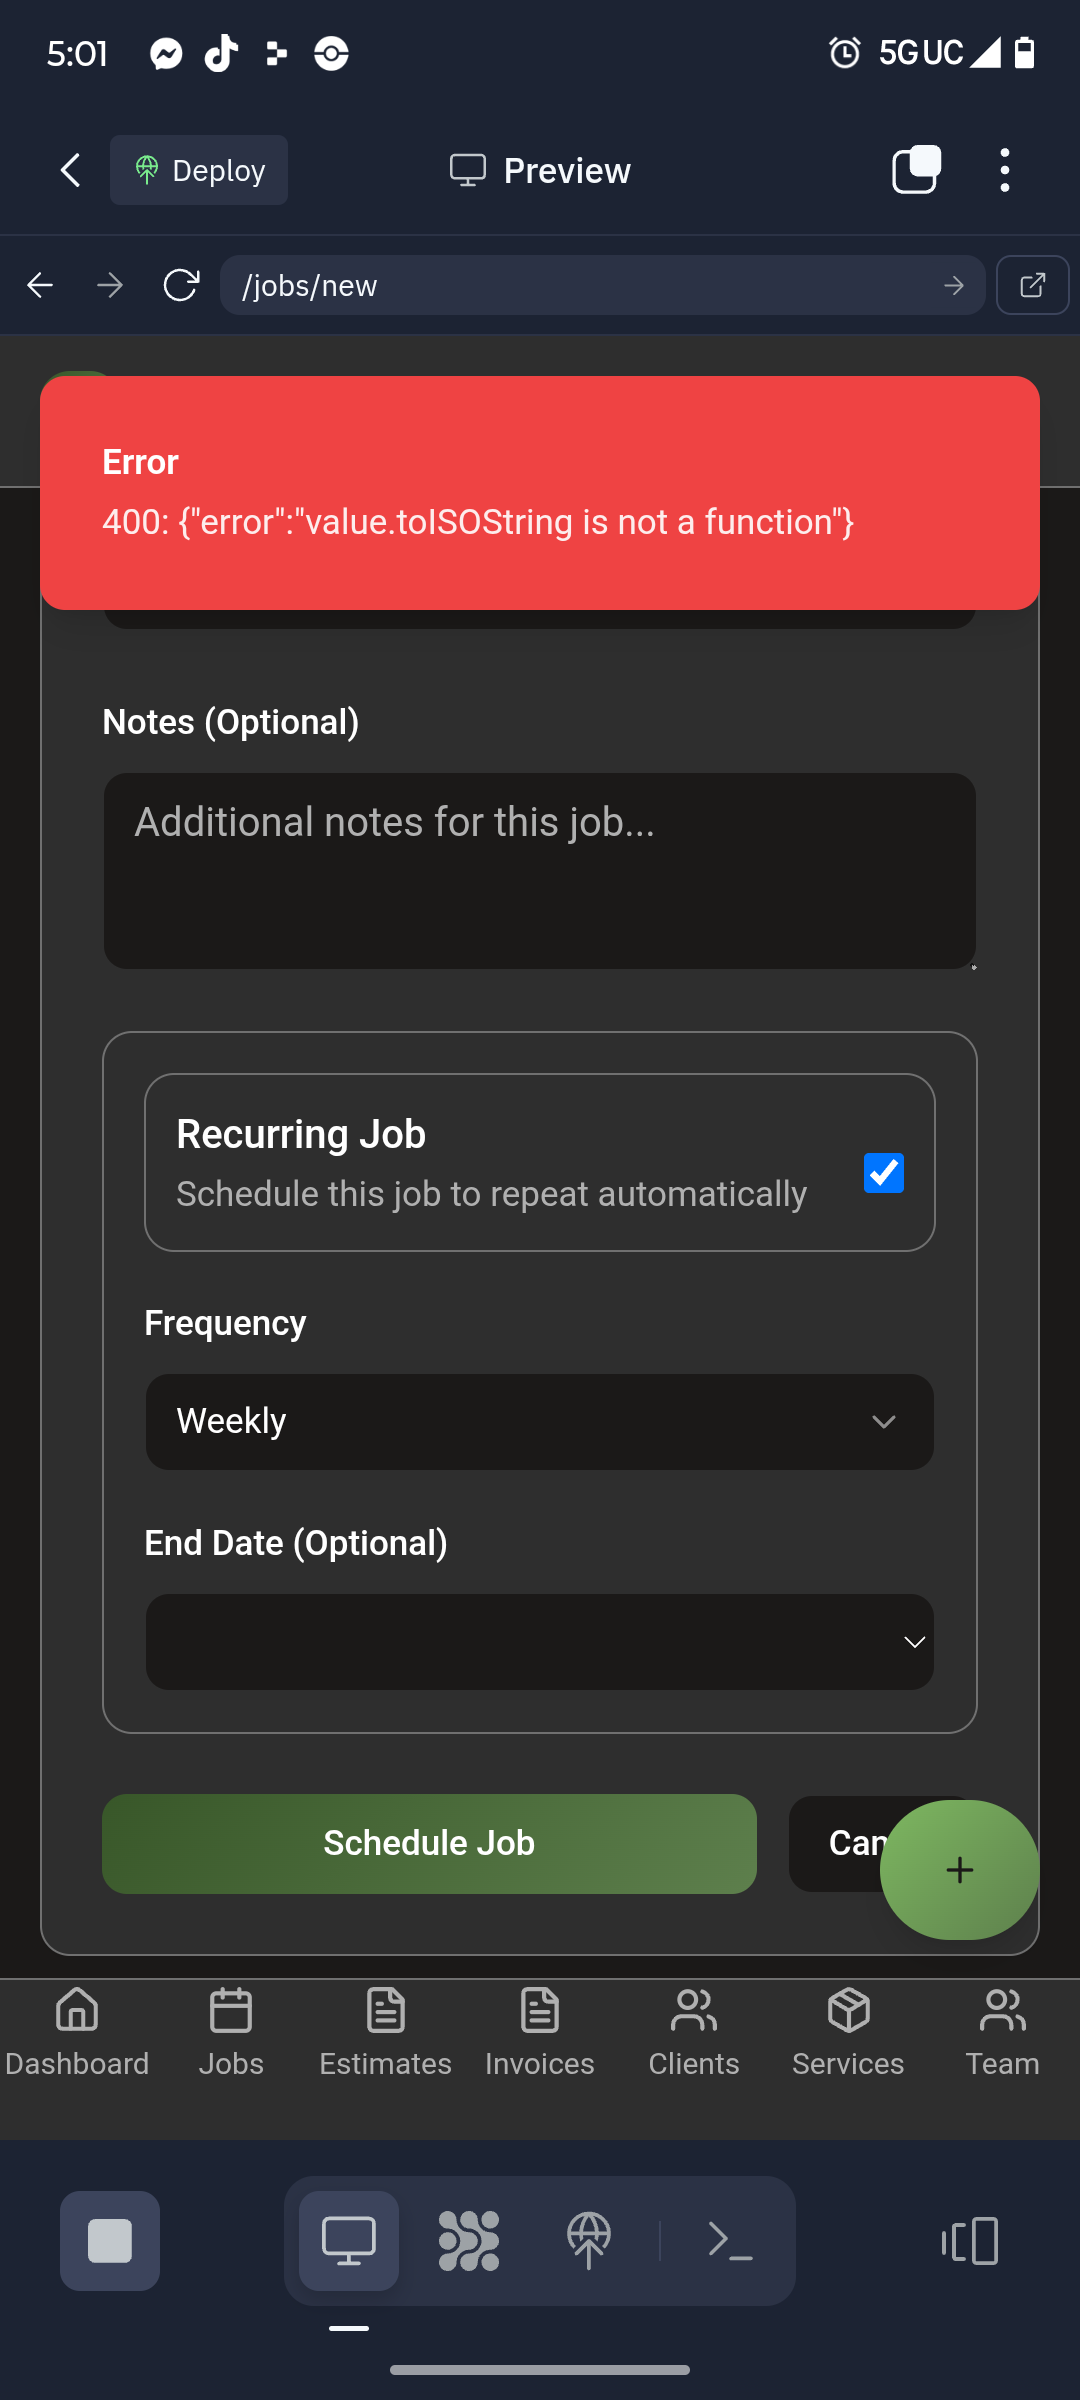 5:01
5G UC
Deploy
Preview
/jobs/new
Error
400: {"error":"value.toISOString is not a function"}
Notes (Optional)
Additional notes for this job...
Recurring Job
Schedule this job to repeat automatically
Frequency
Weekly
End Date (Optional)
Schedule Job
Can
+
Dashboard
Jobs
Estimates
Invoices
Clients
Services
Team